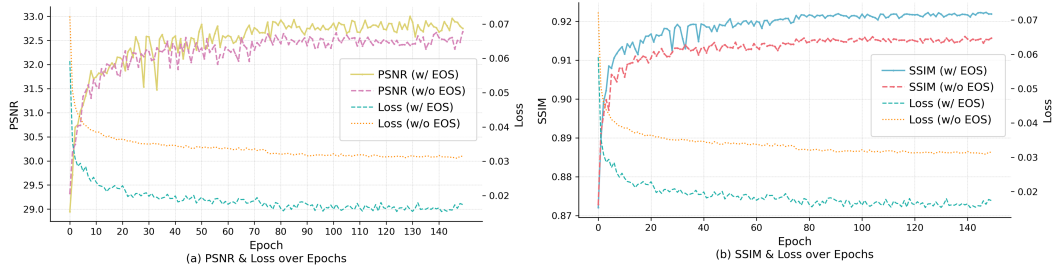 33.0
32.5
32.0
31.5
31.0
30.5
30.0
29.5
29.0
PSNR
0 10 20 30 40 50 60 70 80 90 100 110 120 130 140
Epoch
0.07
0.06
0.05
0.04
0.03
0.02
Loss
PSNR (w/ EOS)
PSNR (w/o EOS)
Loss (w/ EOS)
Loss (w/o EOS)
(a) PSNR & Loss over Epochs
0.92
0.91
0.90
0.89
0.88
0.87
SSIM
0 20 40 60 80 100 120 140
Epoch
0.07
0.06
0.05
0.04
0.03
0.02
Loss
SSIM (w/ EOS)
SSIM (w/o EOS)
Loss (w/ EOS)
Loss (w/o EOS)
(b) SSIM & Loss over Epochs